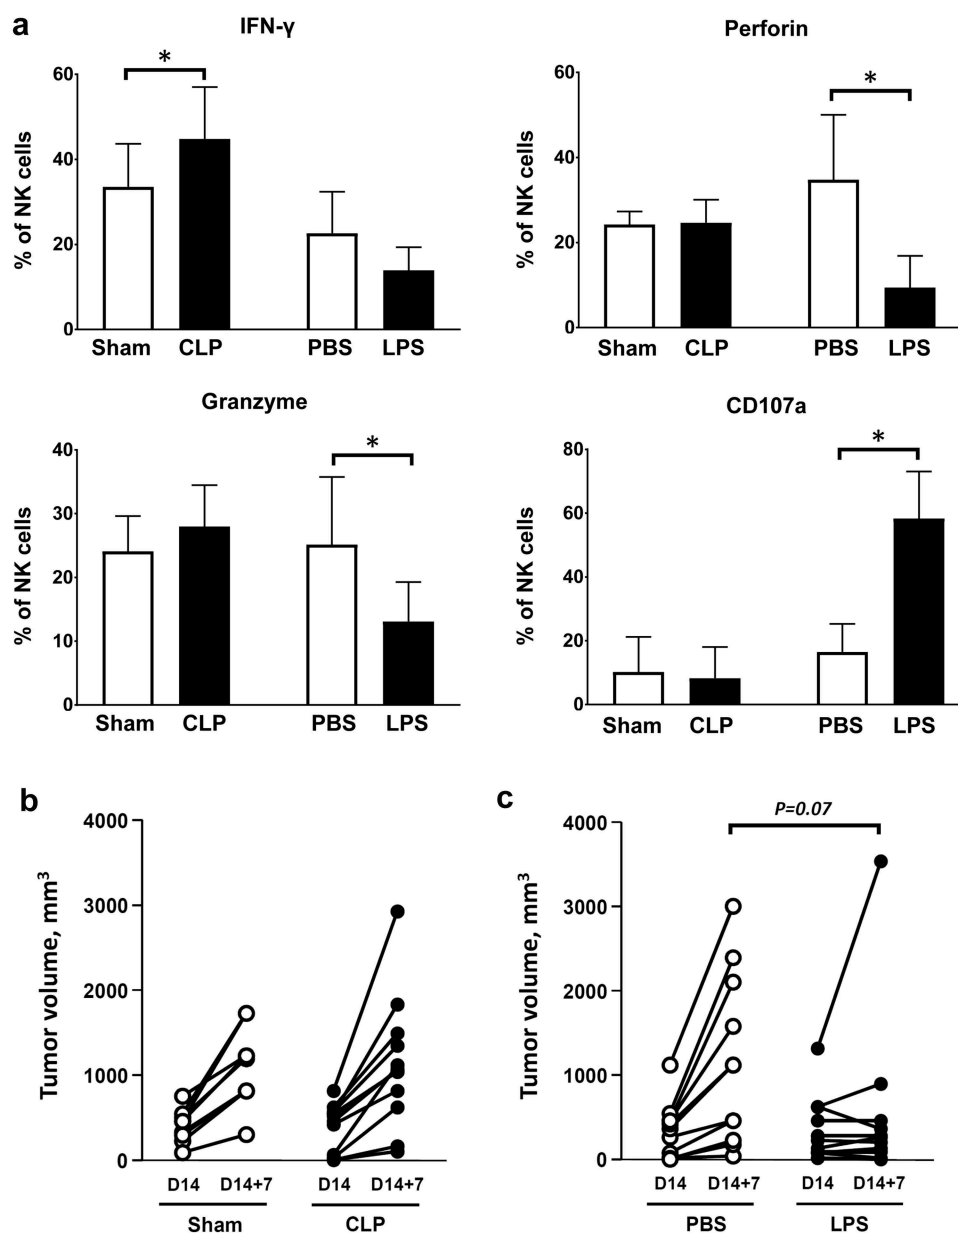 a
IFN-γ
*
% of NK cells
60
40
20
0
Sham CLP PBS LPS
Perforin
*
% of NK cells
60
40
20
0
Sham CLP PBS LPS
Granzyme
*
% of NK cells
40
30
20
10
0
Sham CLP PBS LPS
CD107a
*
% of NK cells
80
60
40
20
0
Sham CLP PBS LPS
b
Tumor volume, mm³
4000
3000
2000
1000
0
D14 D14+7 D14 D14+7
Sham CLP
c
P=0.07
Tumor volume, mm³
4000
3000
2000
1000
0
D14 D14+7 D14 D14+7
PBS LPS